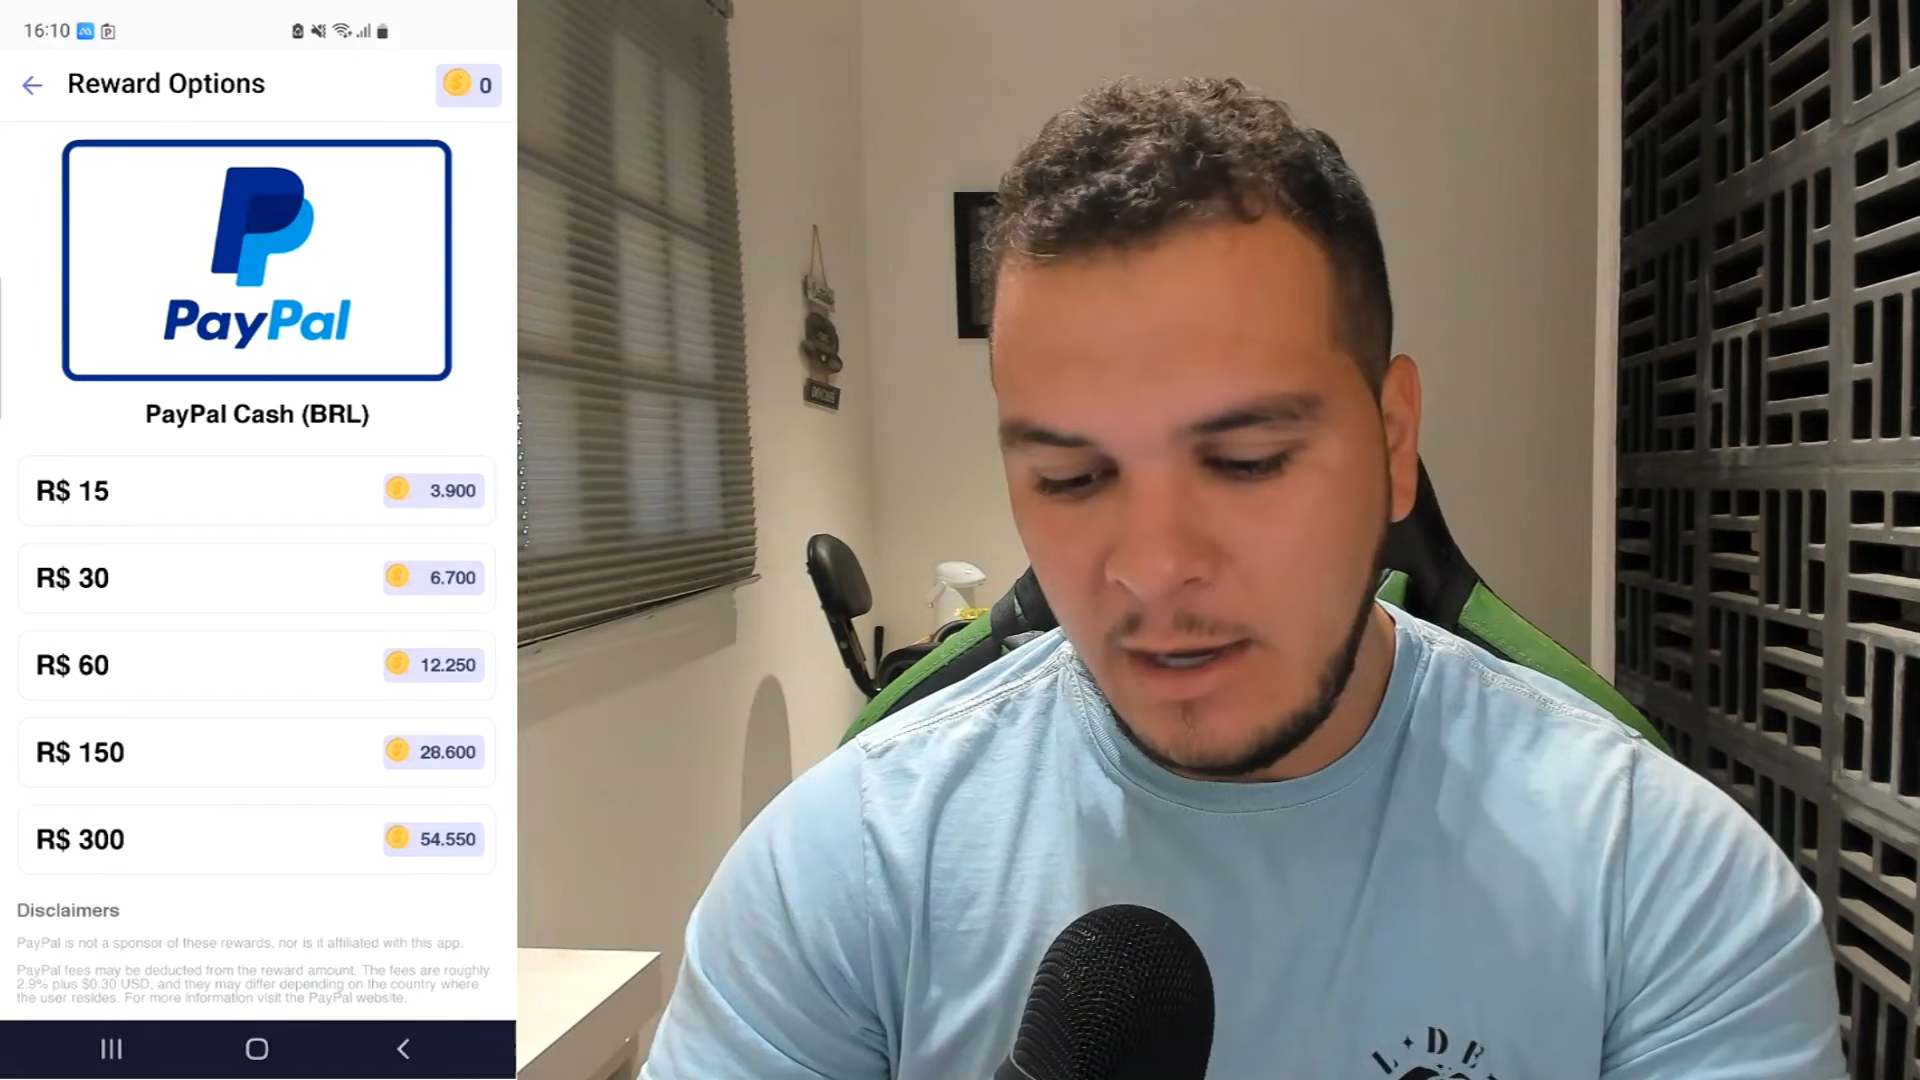 16:10
Reward Options
0
PayPal
PayPal Cash (BRL)
R$ 15 3.900
R$ 30 6.700
R$ 60 12.250
R$ 150 28.600
R$ 300 54.550
Disclaimers
PayPal is not a sponsor of these rewards, nor is it affiliated with this app.
PayPal fees may be deducted from the reward amount. The fees are roughly
2.9% plus $0.30 USD, and they may differ depending on the country where
the user resides. For more information visit the PayPal website.